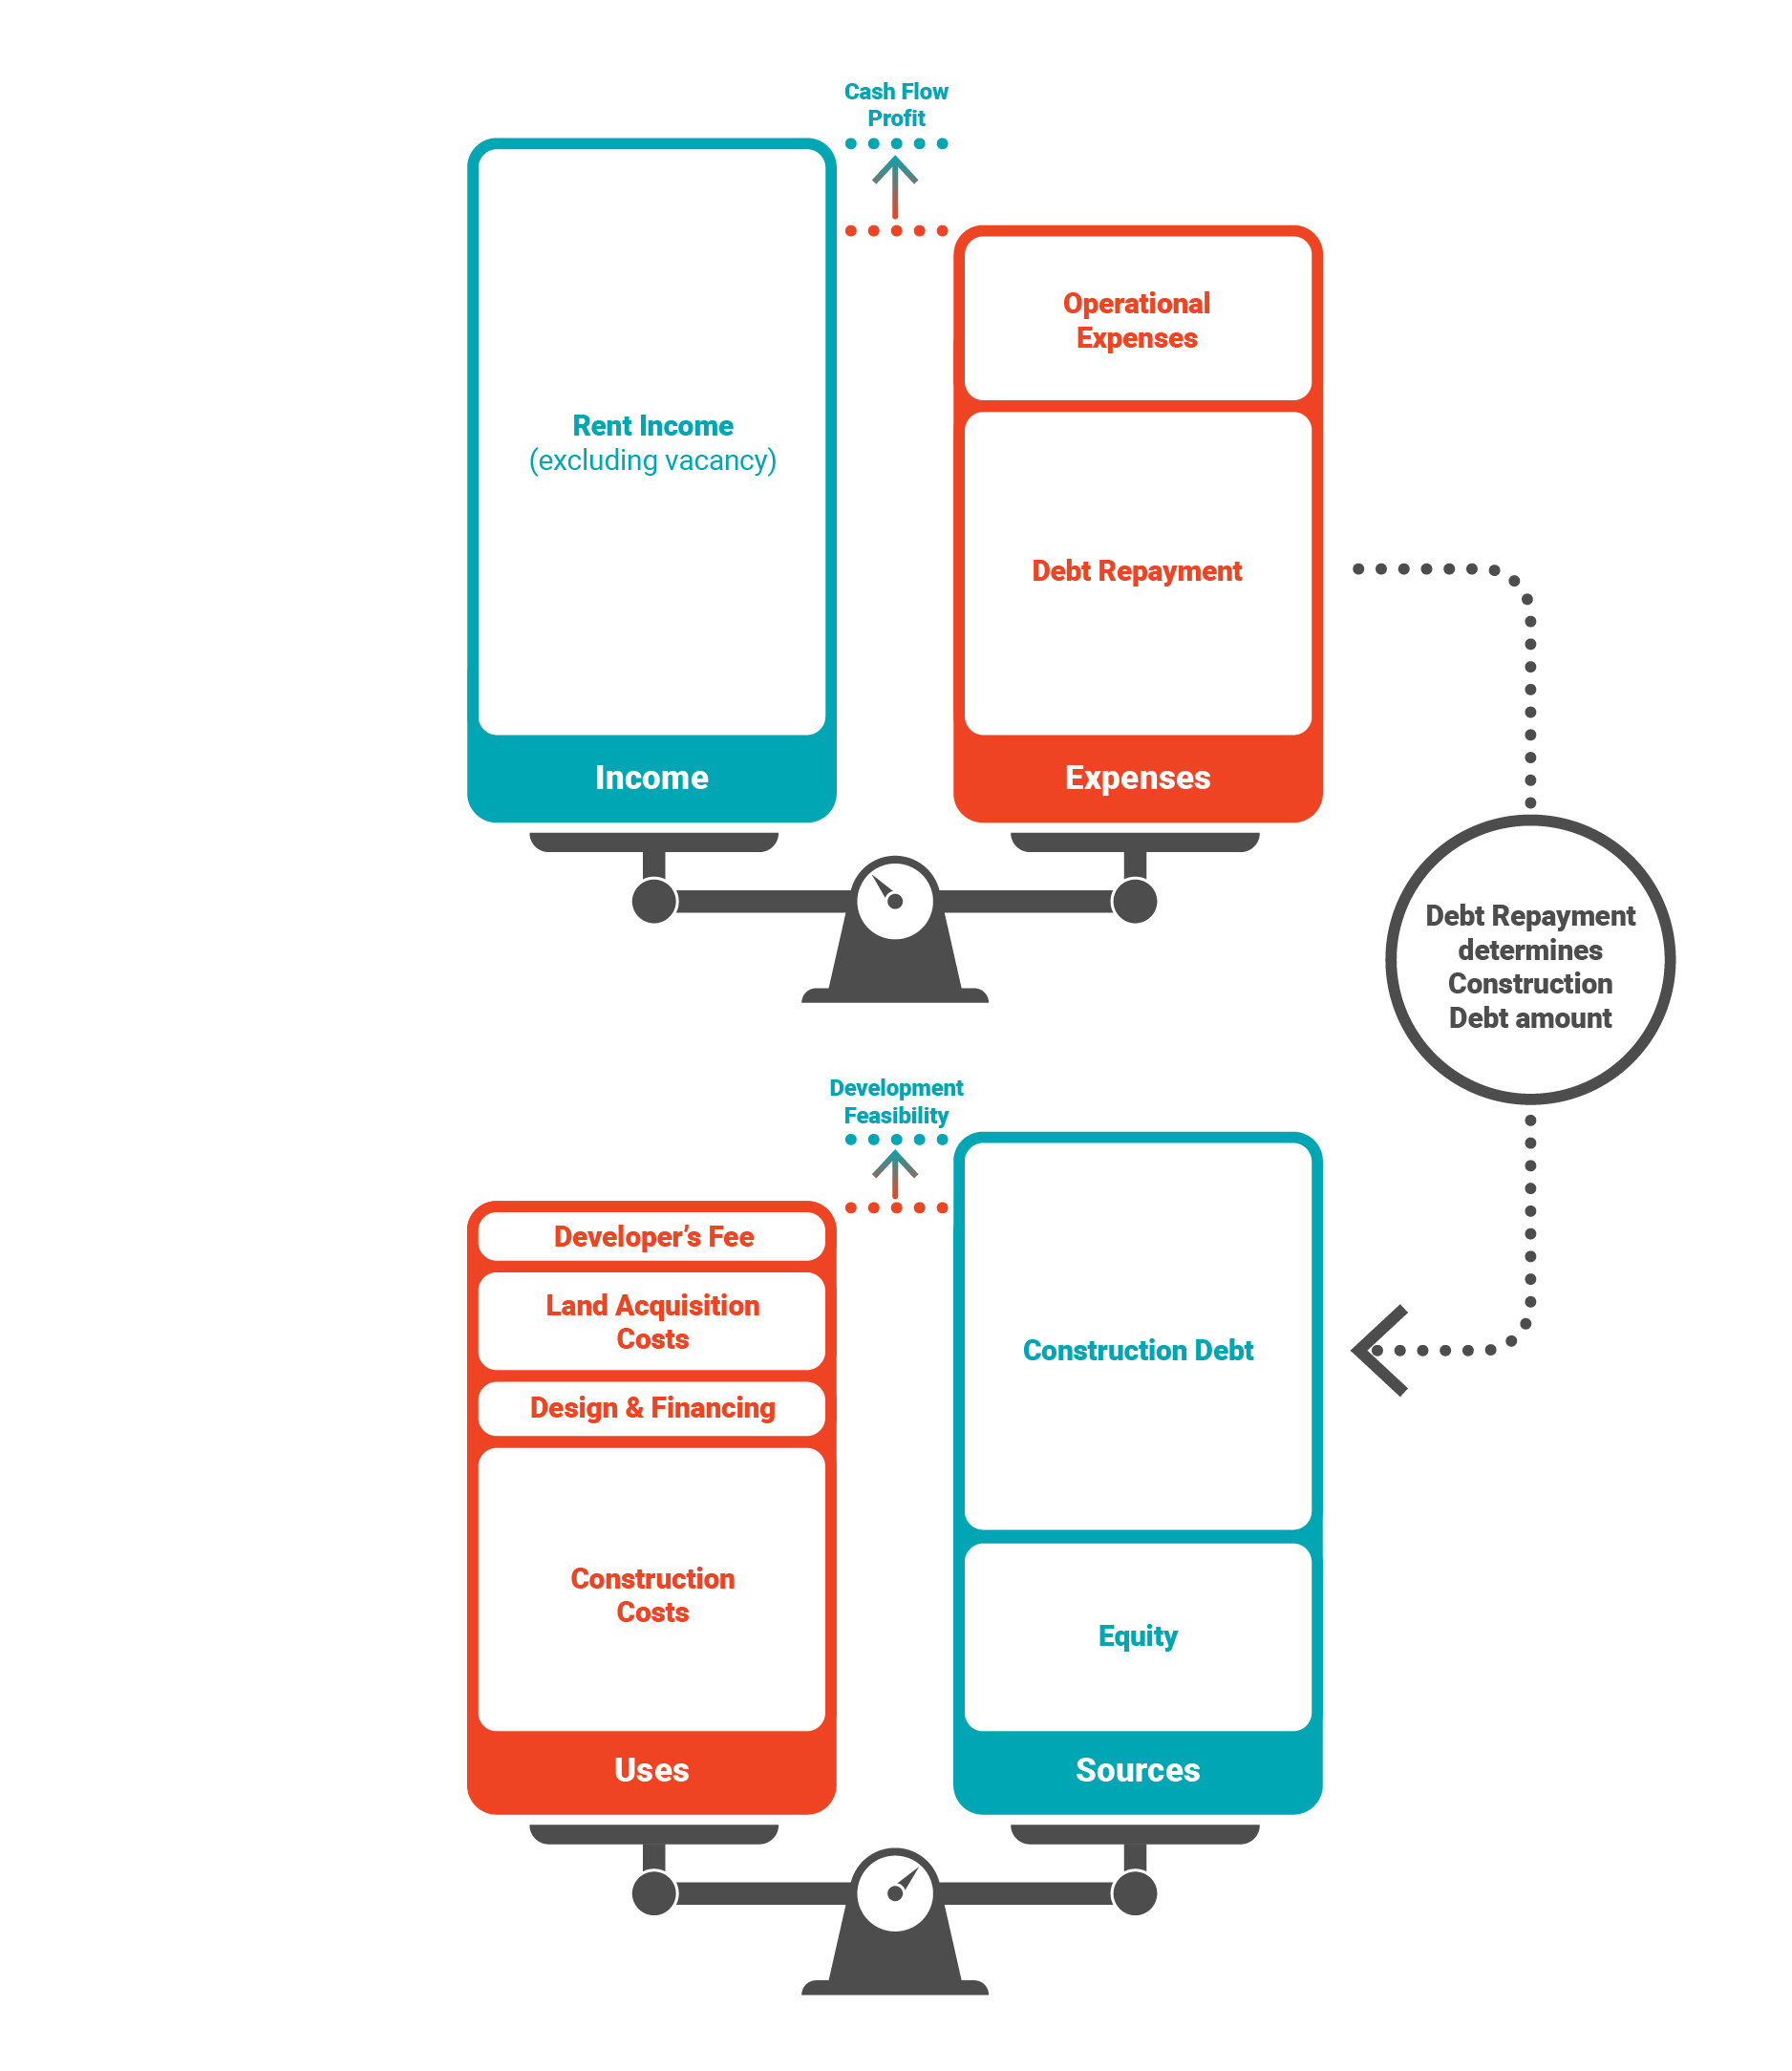 Cash Flow
Profit
Rent Income
(excluding vacancy)
Income
Operational
Expenses
Debt Repayment
Expenses
Debt Repayment
determines
Construction
Debt amount
Development
Feasibility
Developer’s Fee
Land Acquisition
Costs
Design & Financing
Construction
Costs
Uses
Construction Debt
Equity
Sources